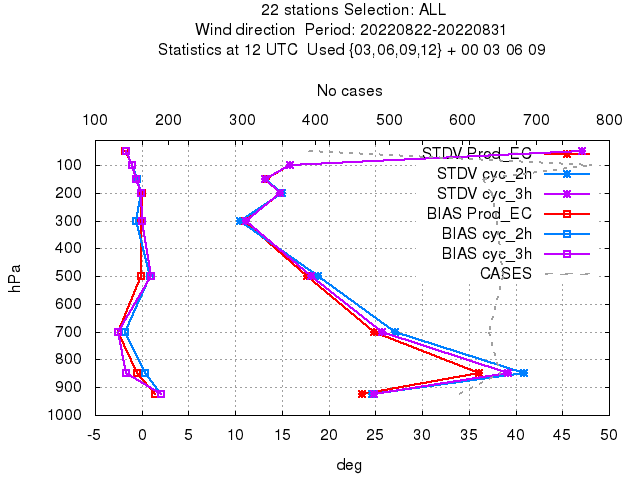 22 stations Selection: ALL
Wind direction  Period: 20220822-20220831
Statistics at 12 UTC  Used {03,06,09,12} + 00 03 06 09
No cases
100 200 300 400 500 600 700 800
STDV Prod_EC
STDV cyc_2h
STDV cyc_3h
BIAS Prod_EC
BIAS cyc_2h
BIAS cyc_3h
CASES
hPa
100
200
300
400
500
600
700
800
900
1000
-5 0 5 10 15 20 25 30 35 40 45 50
deg